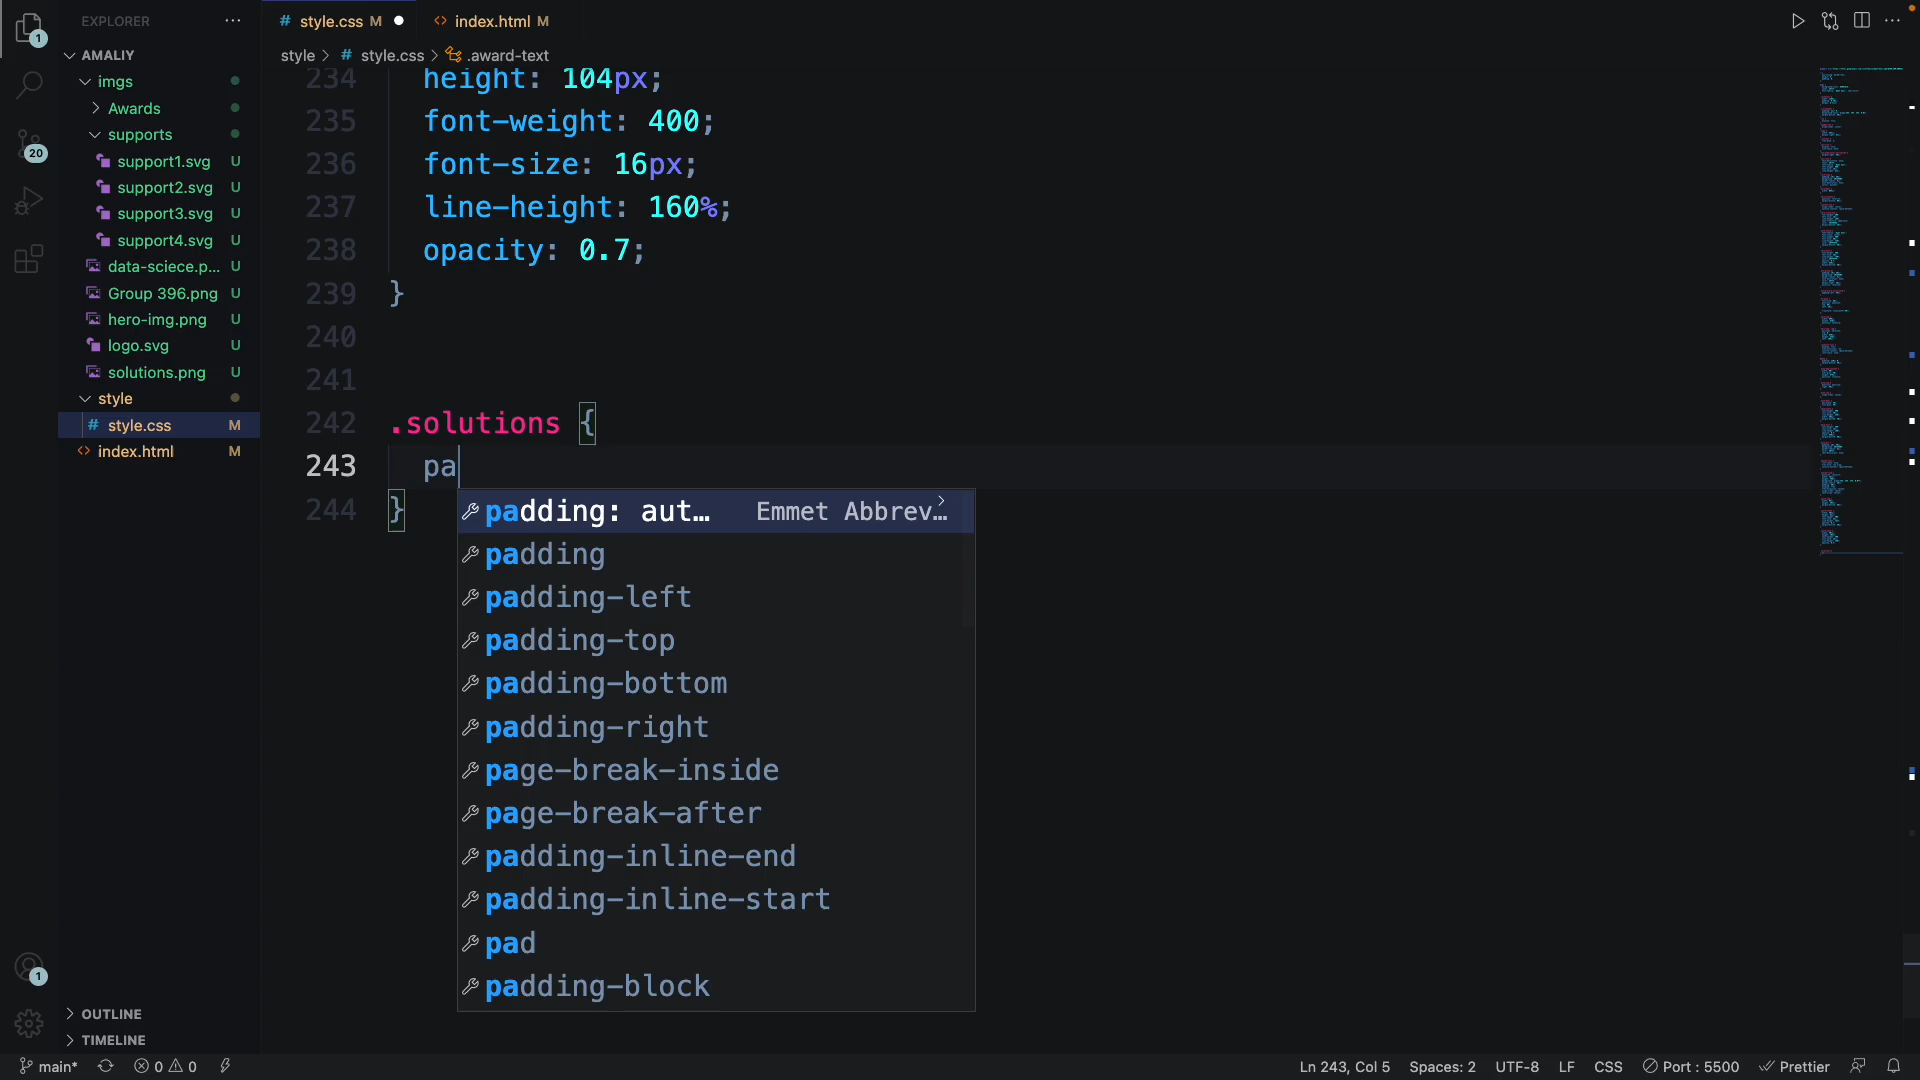 EXPLORER
AMALIY
imgs
Awards
supports
support1.svg U
support2.svg U
support3.svg U
support4.svg U
data-sciece.p... U
Group 396.png U
hero-img.png U
logo.svg U
solutions.png U
style
# style.css M
index.html M
OUTLINE
TIMELINE
1
20
1
# style.css M
<> index.html M
style > # style.css > .award-text
234 height: 104px;
235 font-weight: 400;
236 font-size: 16px;
237 line-height: 160%;
238 opacity: 0.7;
239 }
240
241
242 .solutions {
243 pa
244 }
padding: aut… Emmet Abbrev…
padding
padding-left
padding-top
padding-bottom
padding-right
page-break-inside
page-break-after
padding-inline-end
padding-inline-start
pad
padding-block
main* 0 0 Ln 243, Col 5 Spaces: 2 UTF-8 LF CSS Port : 5500 Prettier